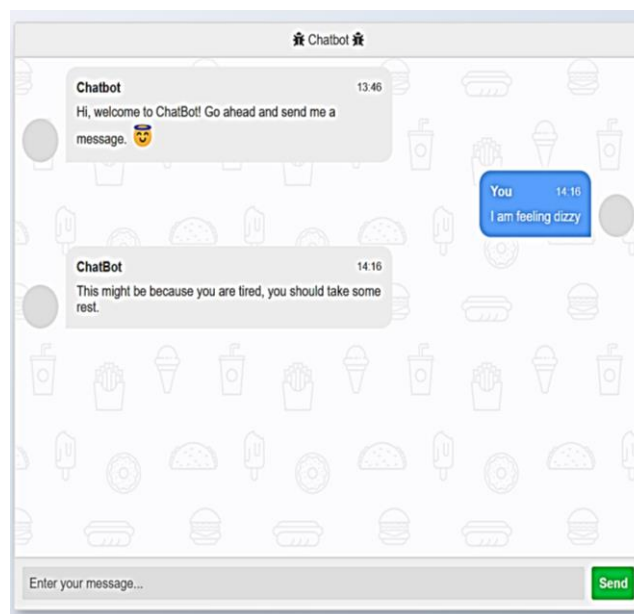 Chatbot
Chatbot 13:46
Hi, welcome to ChatBot! Go ahead and send me a
message.
You 14:16
I am feeling dizzy
ChatBot 14:16
This might be because you are tired, you should take some
rest.
Enter your message... Send